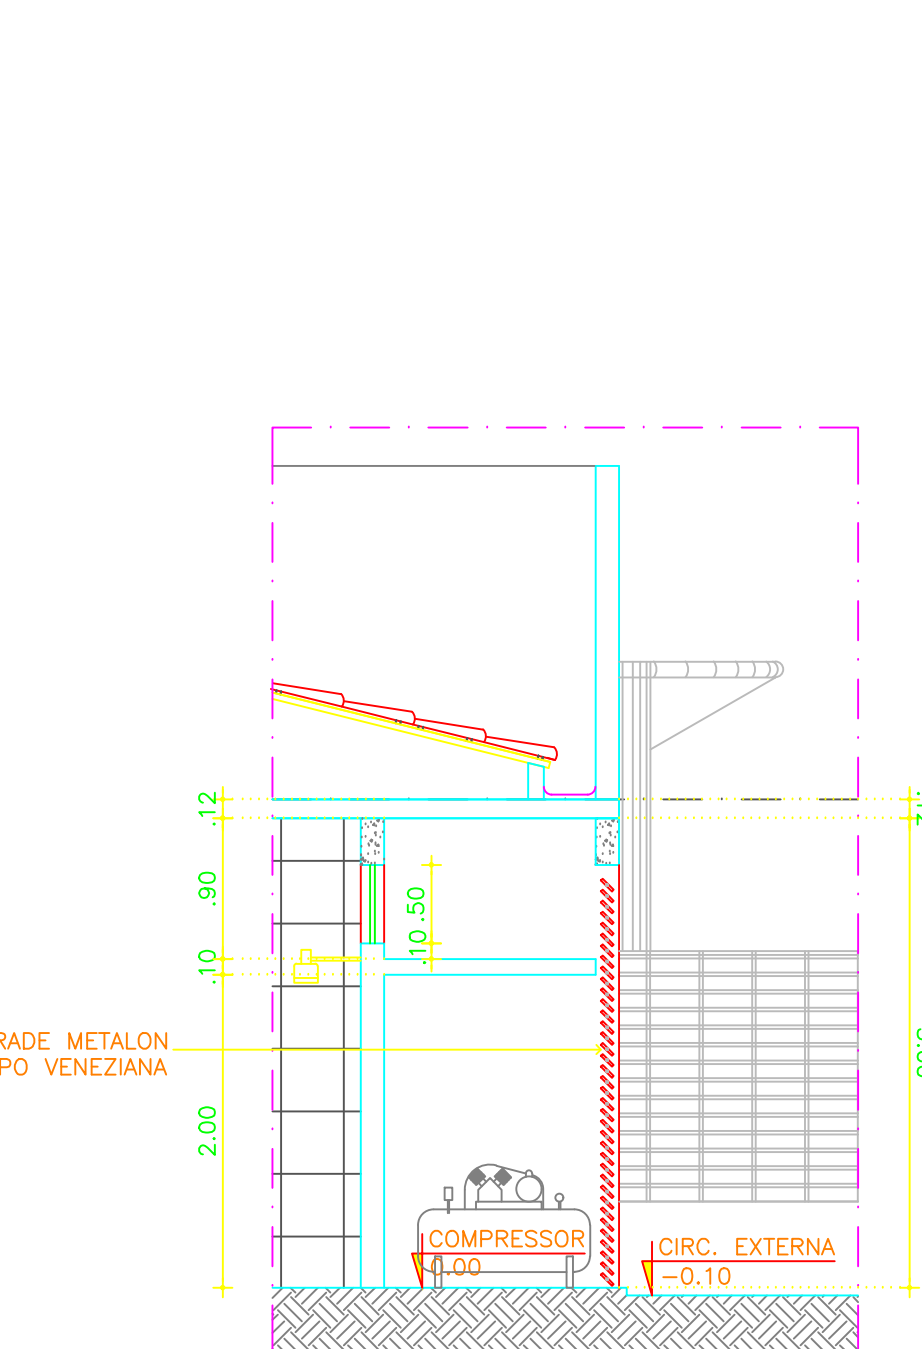 .12
.90
.50
.10
.10
RADE METALON
PO VENEZIANA
2.00
COMPRESSOR
0.00
CIRC. EXTERNA
-0.10